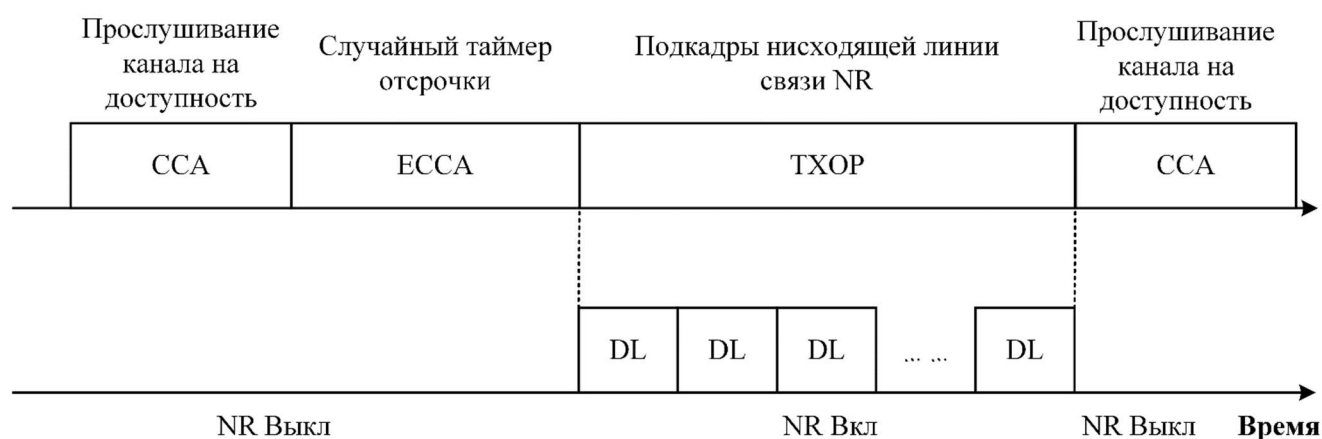 Прослушивание
канала на
доступность
Случайный таймер
отсрочки
Подкадры нисходящей линии
связи NR
Прослушивание
канала на
доступность
CCA
ECCA
TXOP
CCA
DL
DL
DL
... ...
DL
NR Выкл
NR Вкл
NR Выкл
Время